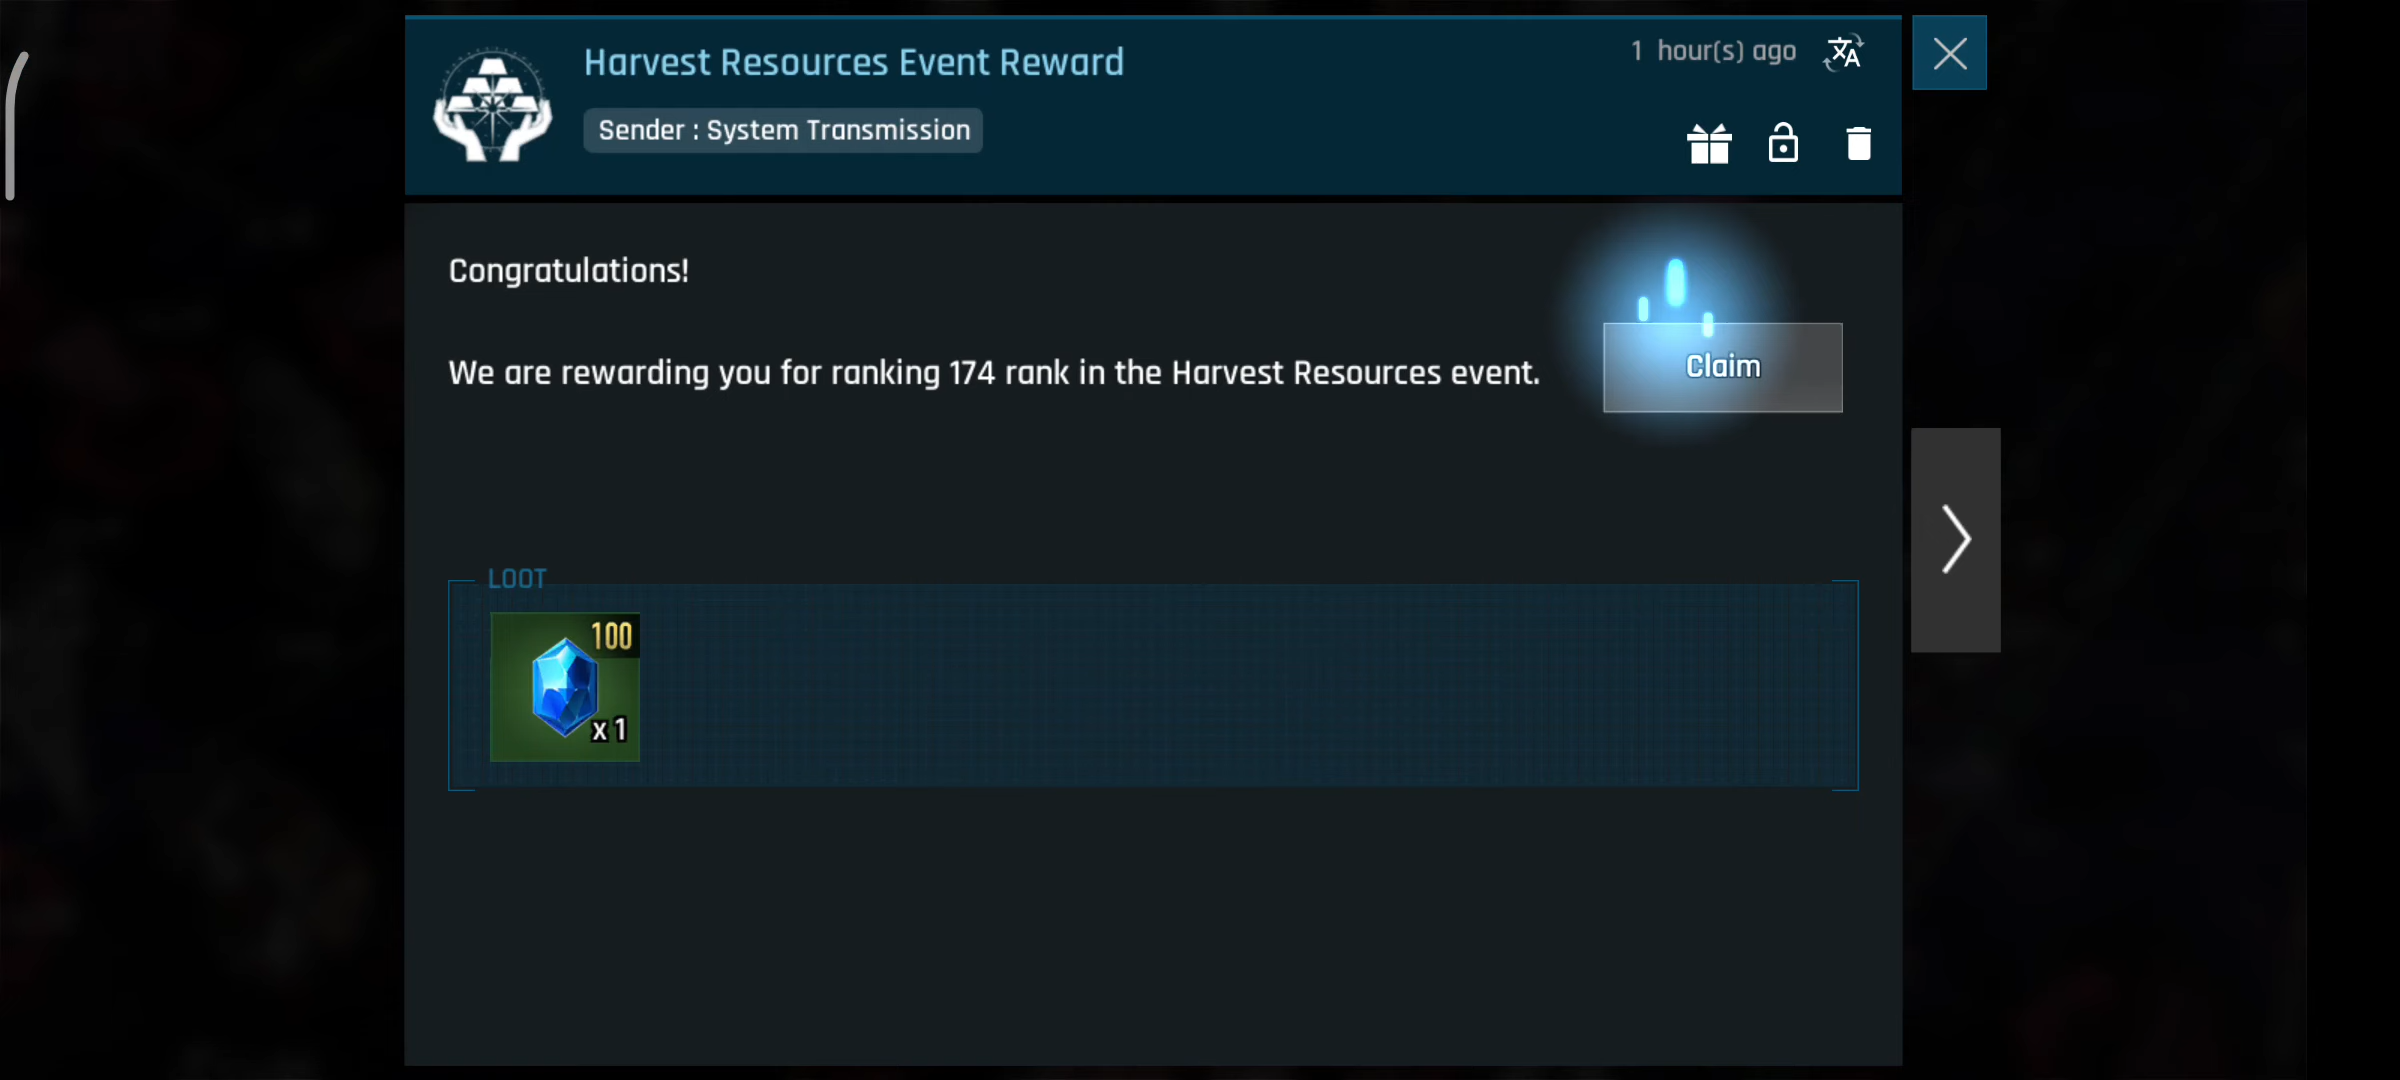 Harvest Resources Event Reward
1 hour(s) ago
Sender : System Transmission
Congratulations!
We are rewarding you for ranking 174 rank in the Harvest Resources event.
Claim
LOOT
100
x 1